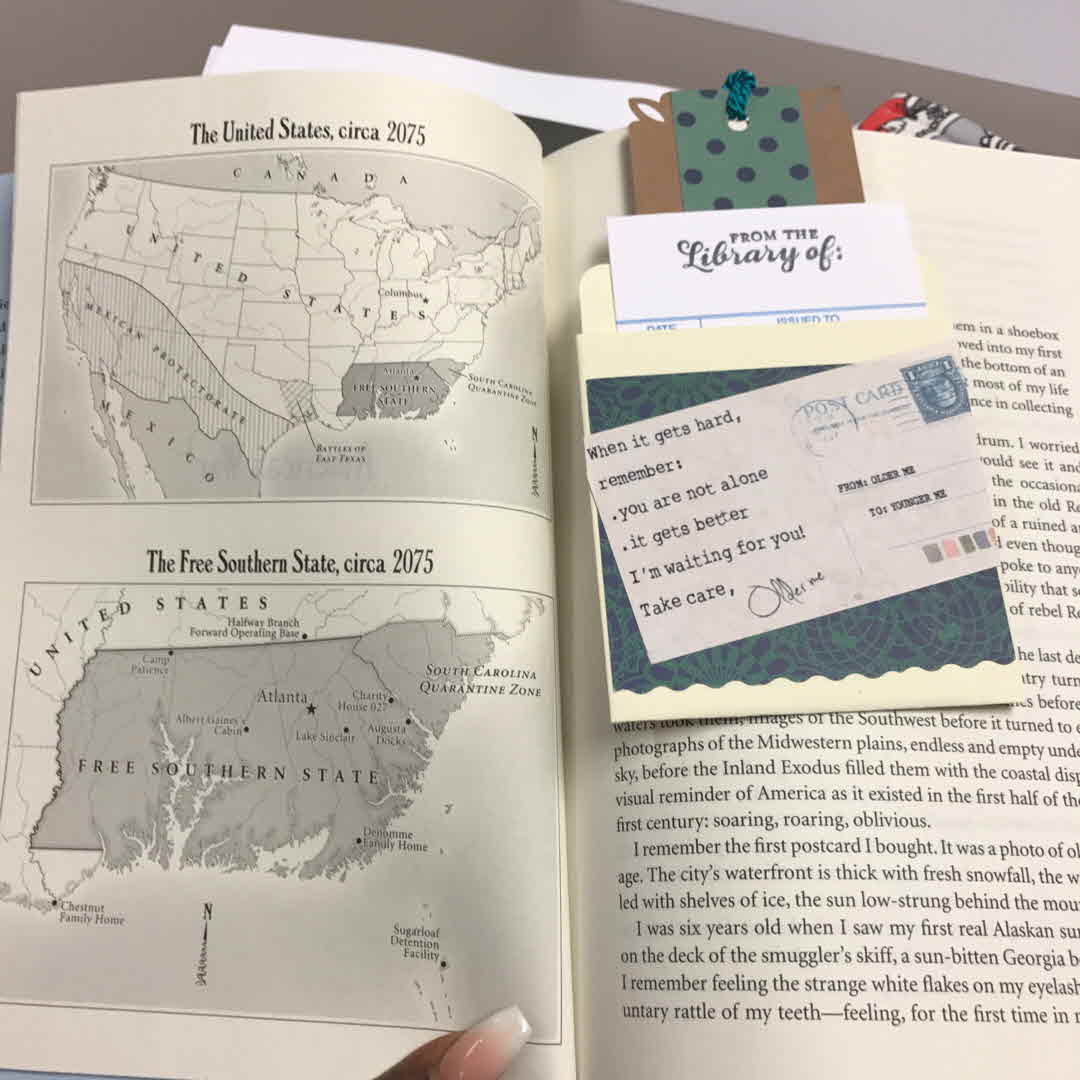 The United States, circa 2075
CANADA
UNITED STATES
Columbus
MEXICAN PROTECTORATE
Atlanta
FREE SOUTHERN
STATE
SOUTH CAROLINA
QUARANTINE ZONE
MEXICO
BATTLES OF
EAST TEXAS
N
The Free Southern State, circa 2075
UNITED STATES
Halfway Branch
Forward Operating Base
Camp
Patience
SOUTH CAROLINA
QUARANTINE ZONE
Atlanta
Charity
House 027
Albert Gaines's
Cabin
Lake Sinclair
Augusta
Docks
FREE SOUTHERN STATE
Denomme
Family Home
Chestnut
Family Home
N
Sugarloaf
Detention
Facility
FROM THE
Library of:
DATE ISSUED TO
POST CARD
When it gets hard,
remember:
.you are not alone
.it gets better
I'm waiting for you!
Take care, Older me
FROM: OLDER ME
TO: YOUNGER ME
em in a shoebox
ved into my first
the bottom of an
most of my life
nce in collecting
drum. I worried
ould see it and
the occasiona
in the old Re
of a ruined a
d even thoug
poke to any
bility that s
of rebel Re
he last de
try turn
before
waters took them, images of the Southwest before it turned to e
photographs of the Midwestern plains, endless and empty unde
sky, before the Inland Exodus filled them with the coastal disp
visual reminder of America as it existed in the first half of the
first century: soaring, roaring, oblivious.
I remember the first postcard I bought. It was a photo of ol
age. The city's waterfront is thick with fresh snowfall, the w
led with shelves of ice, the sun low-strung behind the mou
I was six years old when I saw my first real Alaskan su
on the deck of the smuggler's skiff, a sun-bitten Georgia b
I remember feeling the strange white flakes on my eyelash
untary rattle of my teeth—feeling, for the first time in